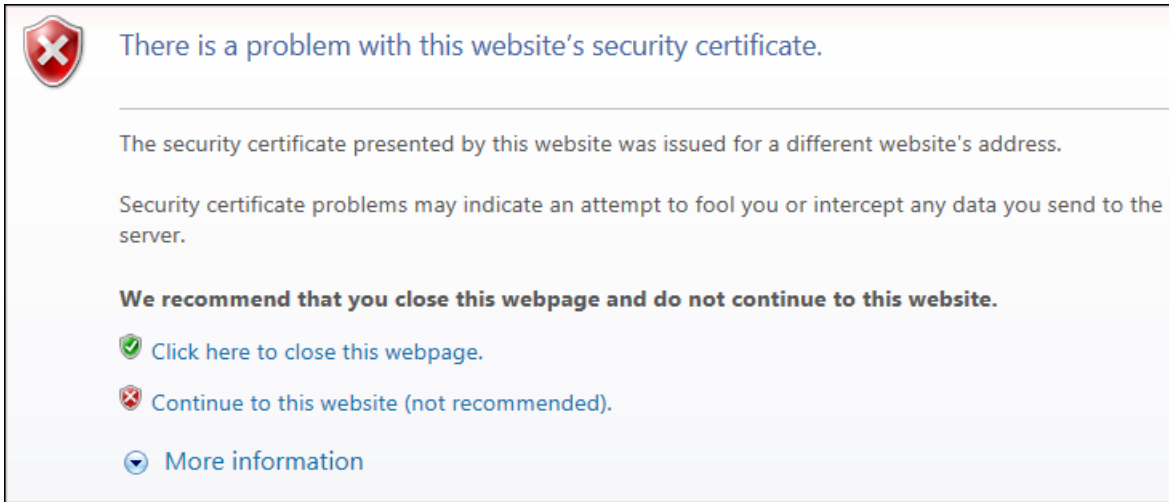 There is a problem with this website’s security certificate.
The security certificate presented by this website was issued for a different website's address.
Security certificate problems may indicate an attempt to fool you or intercept any data you send to the
server.
We recommend that you close this webpage and do not continue to this website.
Click here to close this webpage.
Continue to this website (not recommended).
More information